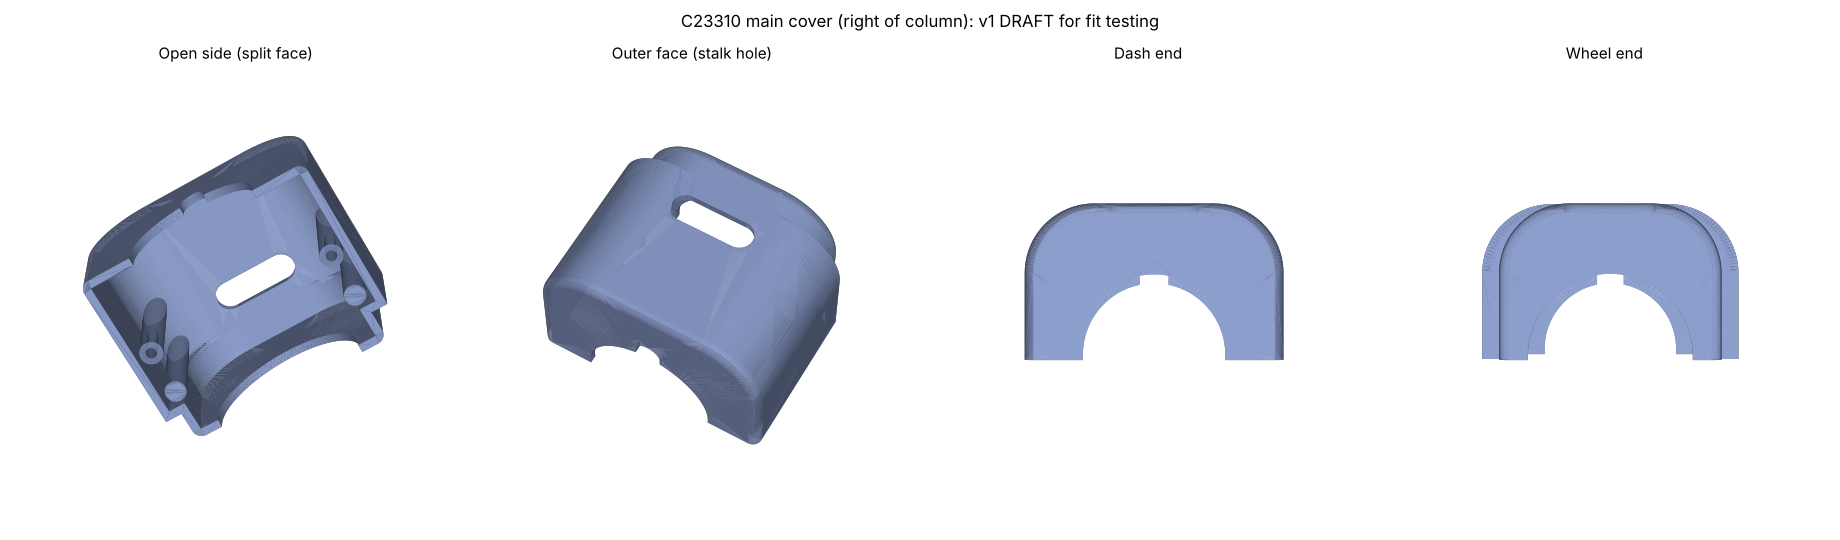 C23310 main cover (right of column): v1 DRAFT for fit testing
Open side (split face)
Outer face (stalk hole)
Dash end
Wheel end